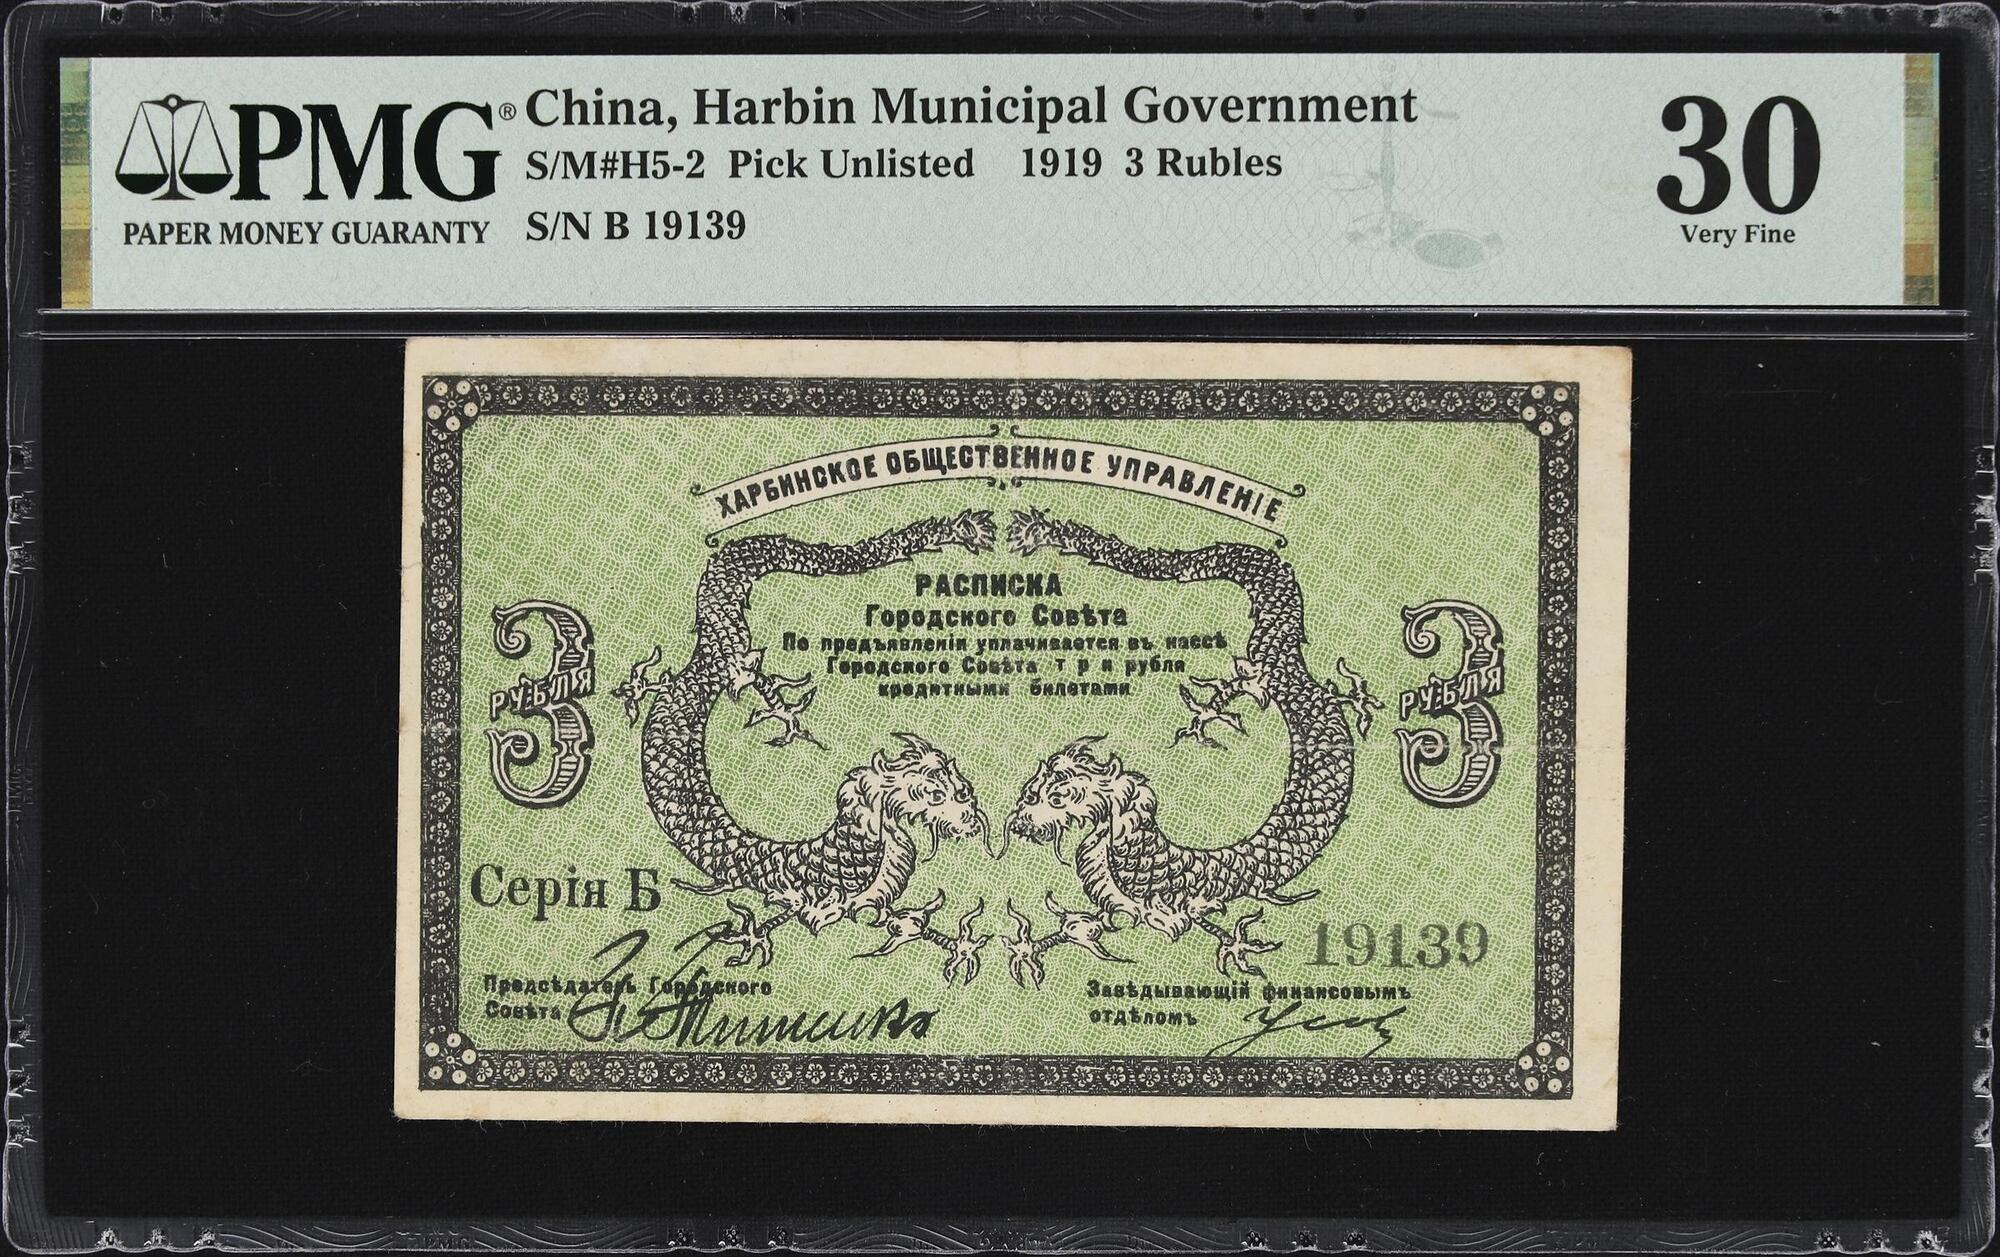 PMG®
PAPER MONEY GUARANTY
China, Harbin Municipal Government
S/M#H5-2 Pick Unlisted 1919 3 Rubles
S/N B 19139
30
Very Fine
ХАРБИНСКОЕ ОБЩЕСТВЕННОЕ УПРАВЛЕНІЕ
РАСПИСКА
Городского Совѣта
По предъявленіи уплачивается въ кассѣ
Городского Совѣта три рубля
кредитными билетами
3
РУБЛЯ
3
РУБЛЯ
Серія Б
19139
Предсѣдатель Городского
Совѣта
Завѣдывающій финансовымъ
отдѣломъ